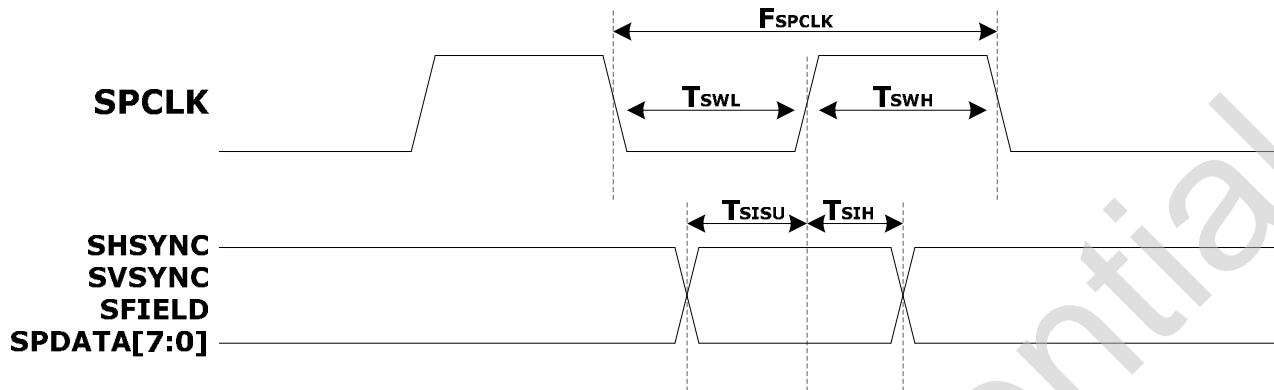 FSPCLK
SPCLK
TSWL
TSWH
TSISU
TSIH
SHSYNC
SVSYNC
SFIELD
SPDATA[7:0]